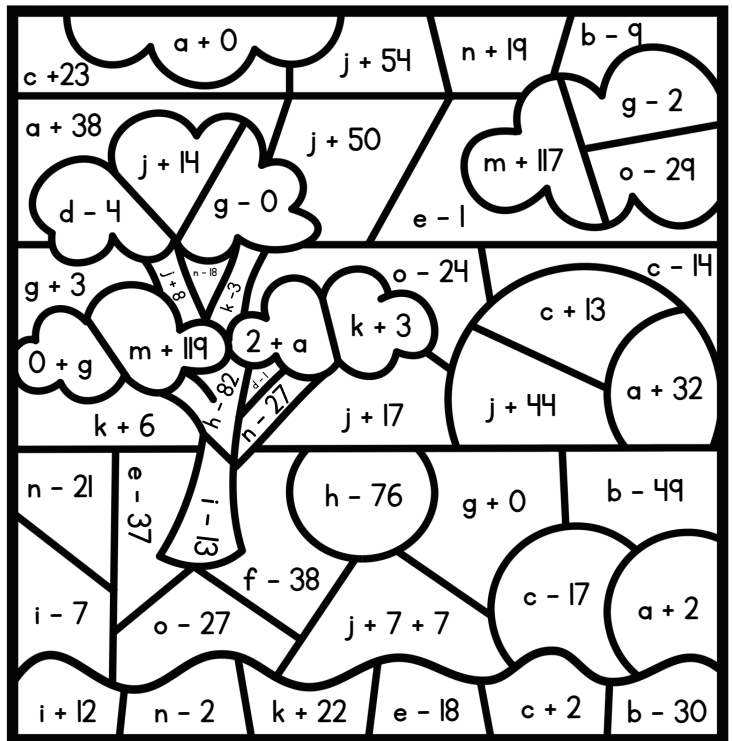 a + 0
c +23
j + 54
n + 19
b - 9
a + 38
j + 14
j + 50
g - 2
m + 117
o - 29
d - 4
g - 0
e - 1
g + 3
j + 8
n - 18
k -3
o - 24
c - 14
c + 13
0 + g
m + 119
2 + a
k + 3
h - 82
d - 1
n - 27
j + 44
a + 32
k + 6
j + 17
n - 21
e - 37
i - 13
h - 76
g + 0
b - 49
f - 38
i - 7
o - 27
j + 7 + 7
c - 17
a + 2
i + 12
n - 2
k + 22
e - 18
c + 2
b - 30